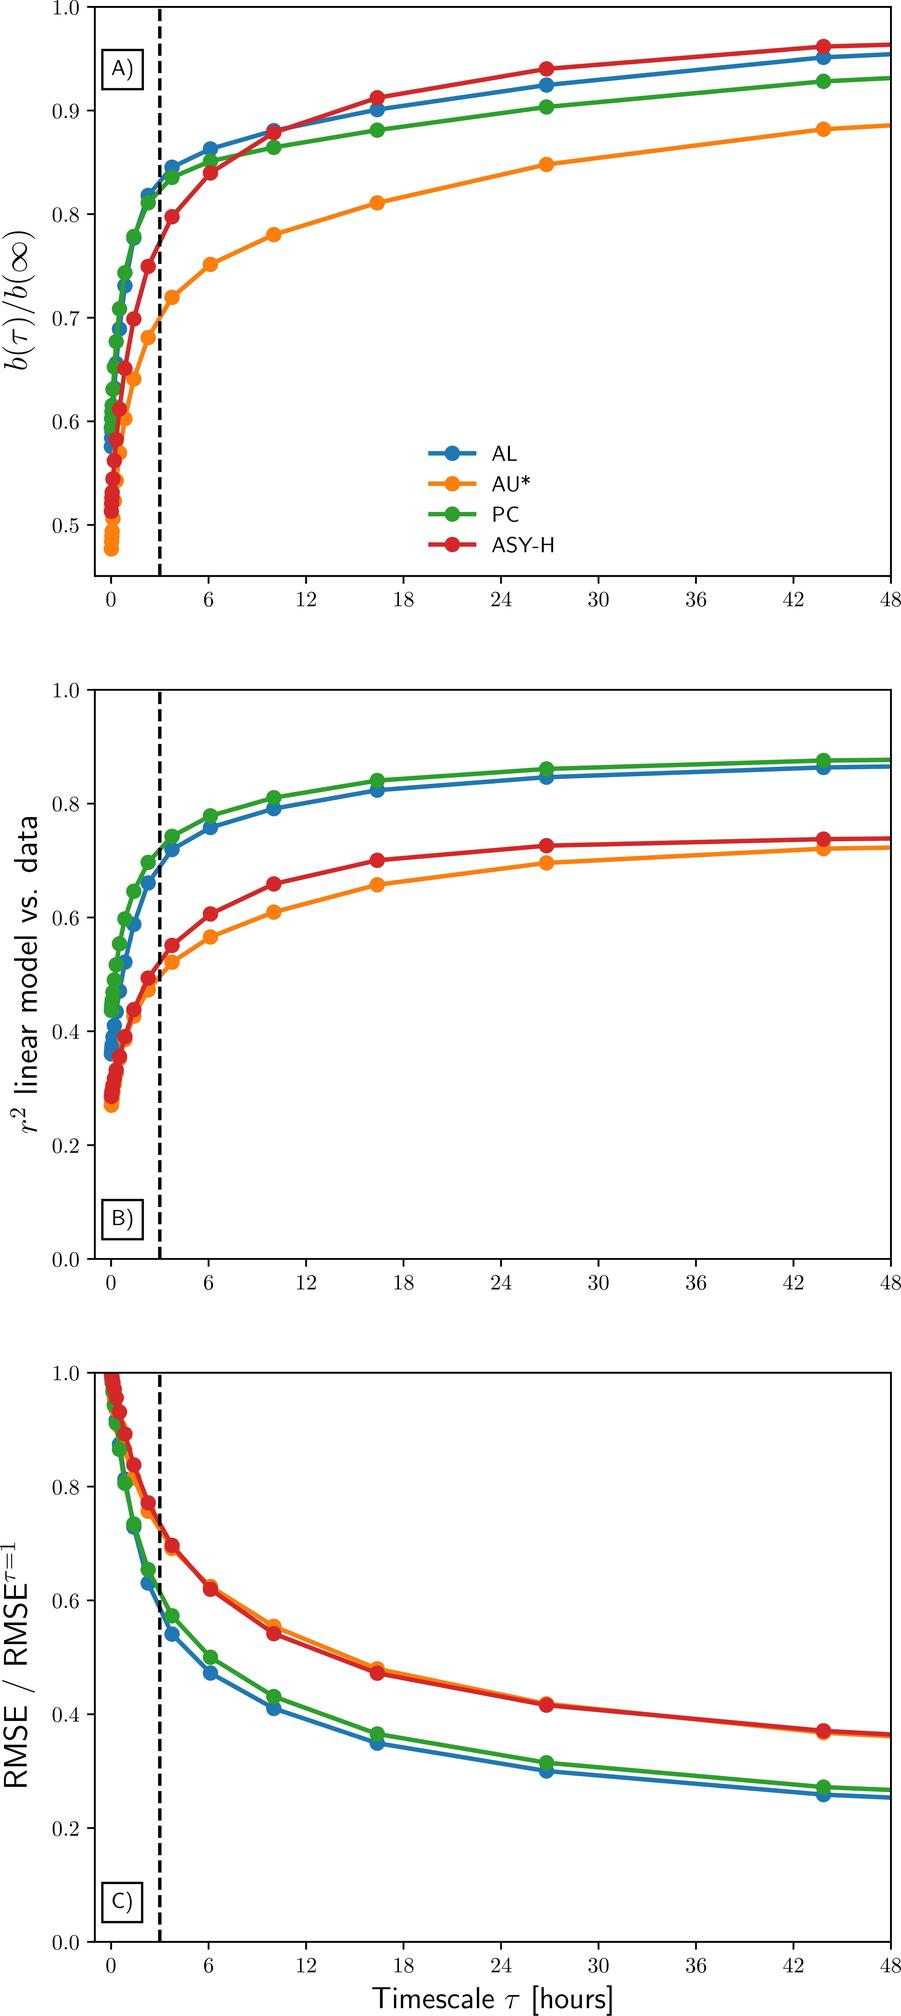 1.0
A)
0.9
0.8
b(τ)/b(∞)
0.7
0.6
AL
AU*
0.5
PC
ASY-H
0 6 12 18 24 30 36 42 48
1.0
0.8
r² linear model vs. data
0.6
0.4
0.2
B)
0.0
0 6 12 18 24 30 36 42 48
1.0
0.8
RMSE / RMSE^τ=1
0.6
0.4
0.2
C)
0.0
0 6 12 18 24 30 36 42 48
Timescale τ [hours]